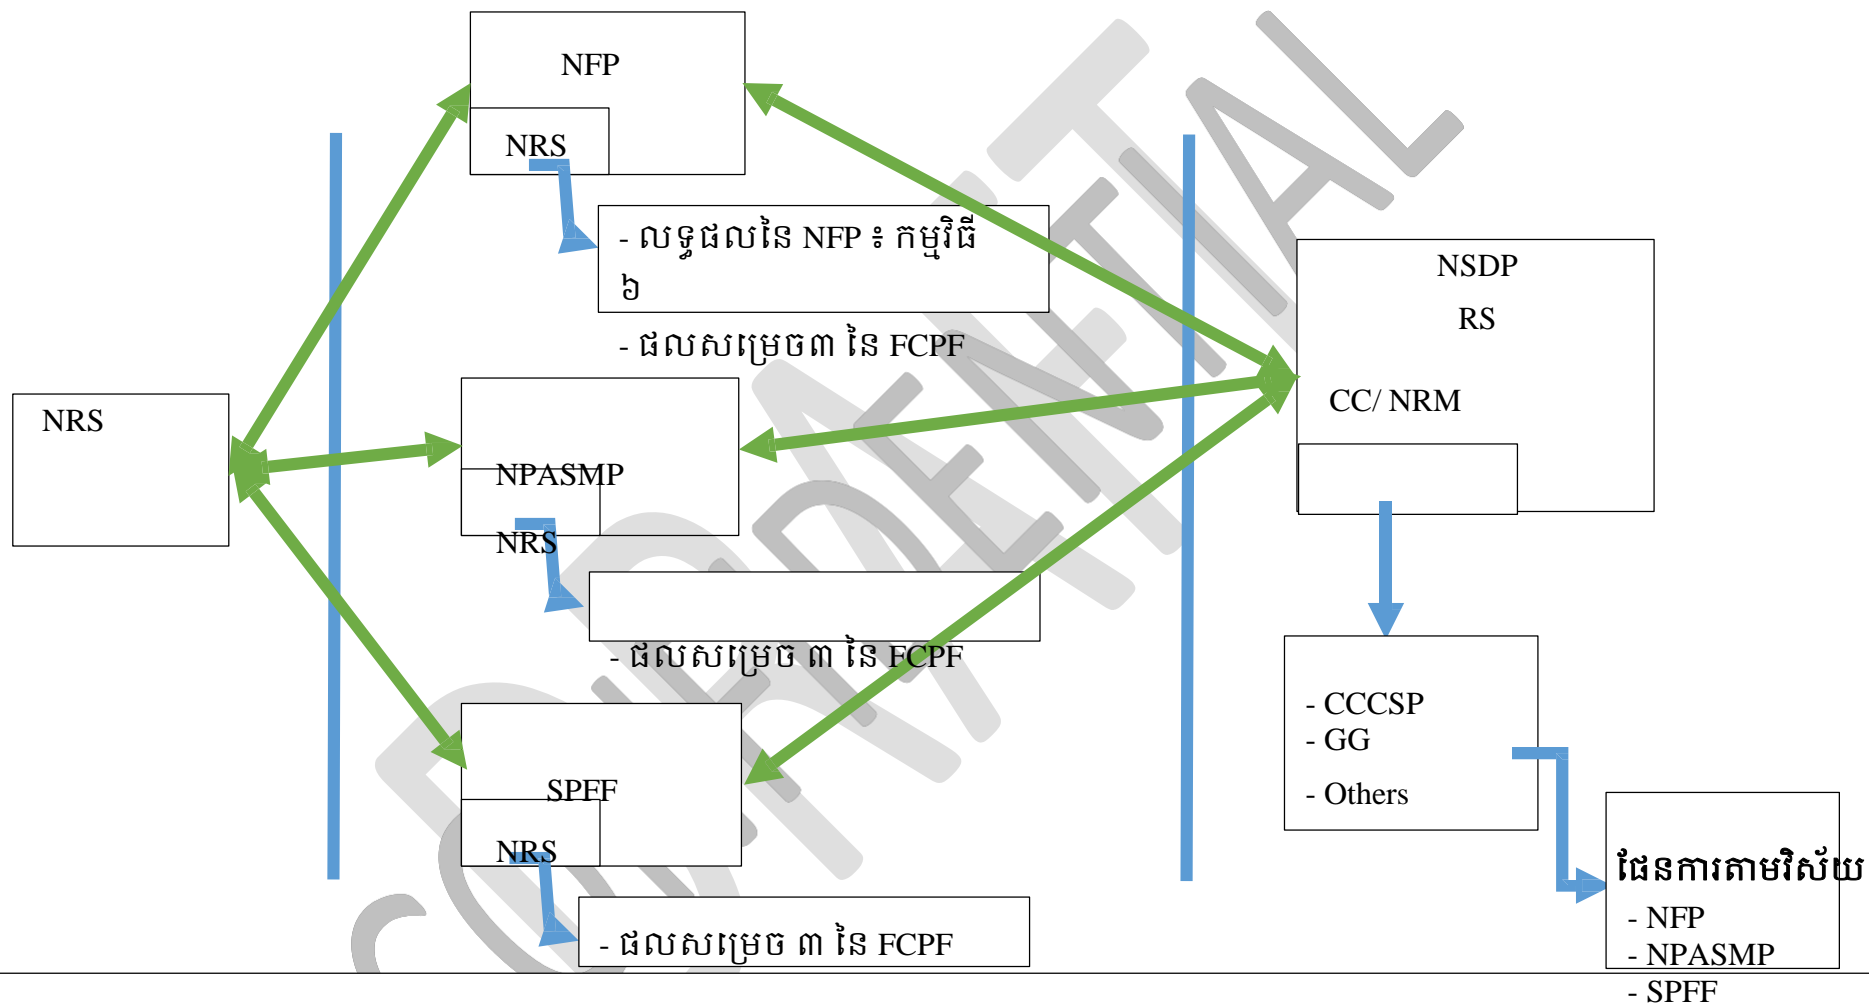 NFP
NRS
- លទ្ធផលនៃ NFP ៖ កម្មវិធី
៦
- ផលសម្រេច៣ នៃ FCPF
NRS
NPASMP
NRS
- ផលសម្រេច ៣ នៃ FCPF
SPFF
NRS
- ផលសម្រេច ៣ នៃ FCPF
NSDP
RS
CC/ NRM
- CCCSP
- GG
- Others
ផែនការតាមវិស័យ
- NFP
- NPASMP
- SPFF
DRAFT
CONFIDENTIAL